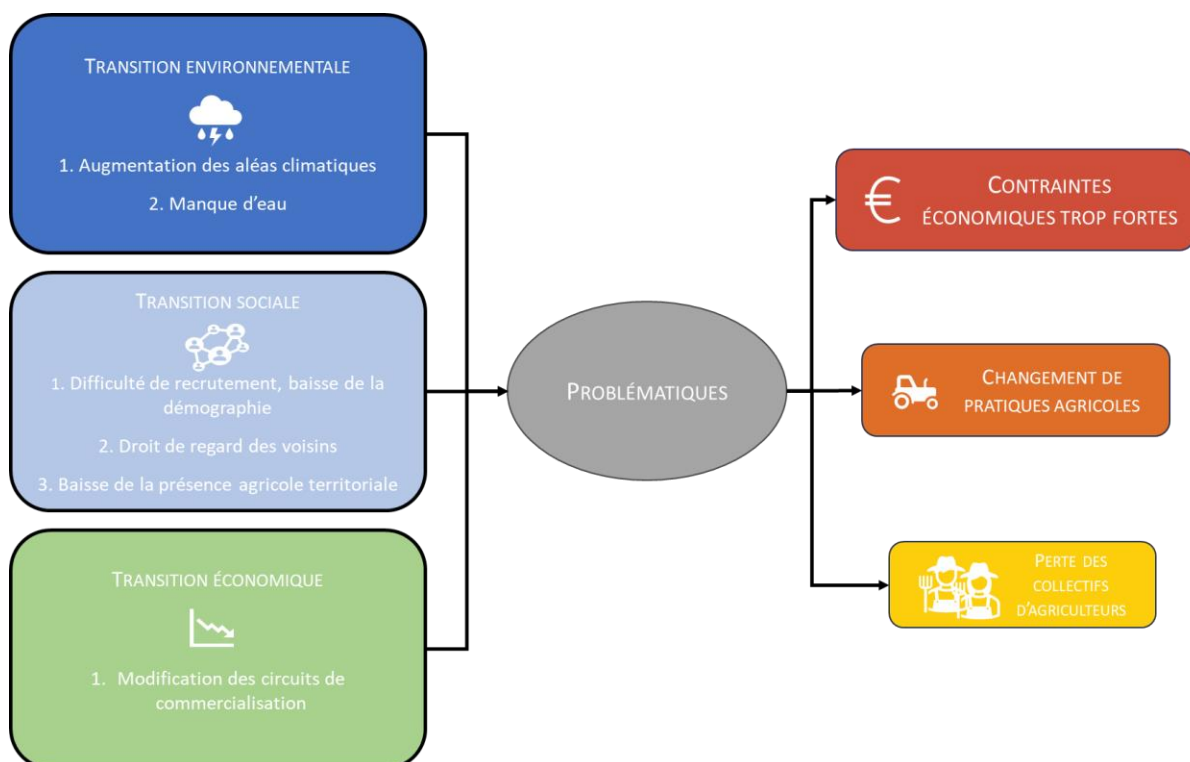 TRANSITION ENVIRONNEMENTALE
1. Augmentation des aléas climatiques
2. Manque d'eau
TRANSITION SOCIALE
1. Difficulté de recrutement, baisse de la
démographie
2. Droit de regard des voisins
3. Baisse de la présence agricole territoriale
TRANSITION ÉCONOMIQUE
1. Modification des circuits de
commercialisation
PROBLÉMATIQUES
€ CONTRAINTES
ÉCONOMIQUES TROP FORTES
CHANGEMENT DE
PRATIQUES AGRICOLES
PERTE DES
COLLECTIFS
D'AGRICULTEURS